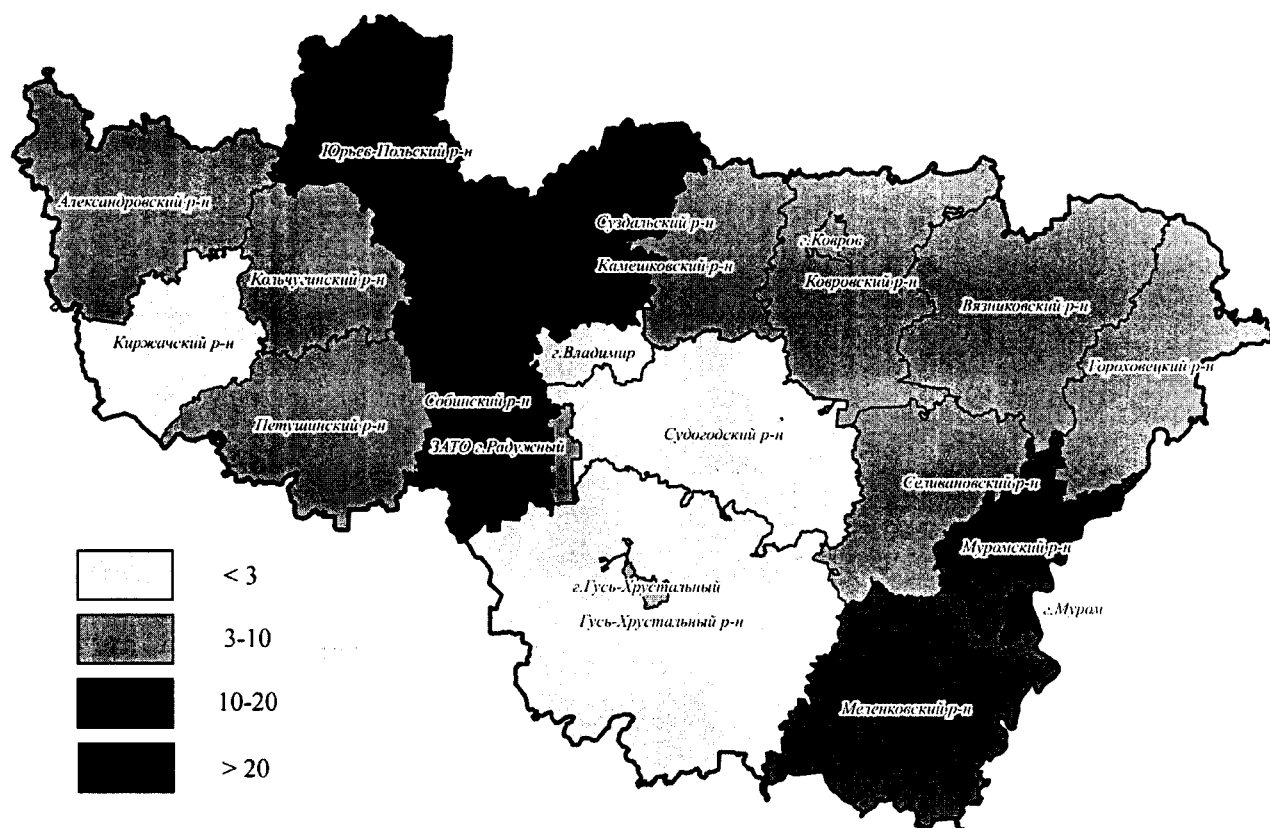 Юрьев-Польский р-н
Александровский р-н
Суздальский р-н
г.Ковров
Кольчугинский р-н
Камешковский р-н
Ковровский р-н
Вязниковский р-н
Киржачский р-н
г.Владимир
Гороховецкий р-н
Собинский р-н
Петушинский р-н
Судогодский р-н
ЗАТО г.Радужный
Селивановский р-н
Муромский р-н
< 3
г.Гусь-Хрустальный
г.Муром
Гусь-Хрустальный р-н
3-10
10-20
Меленковский р-н
> 20